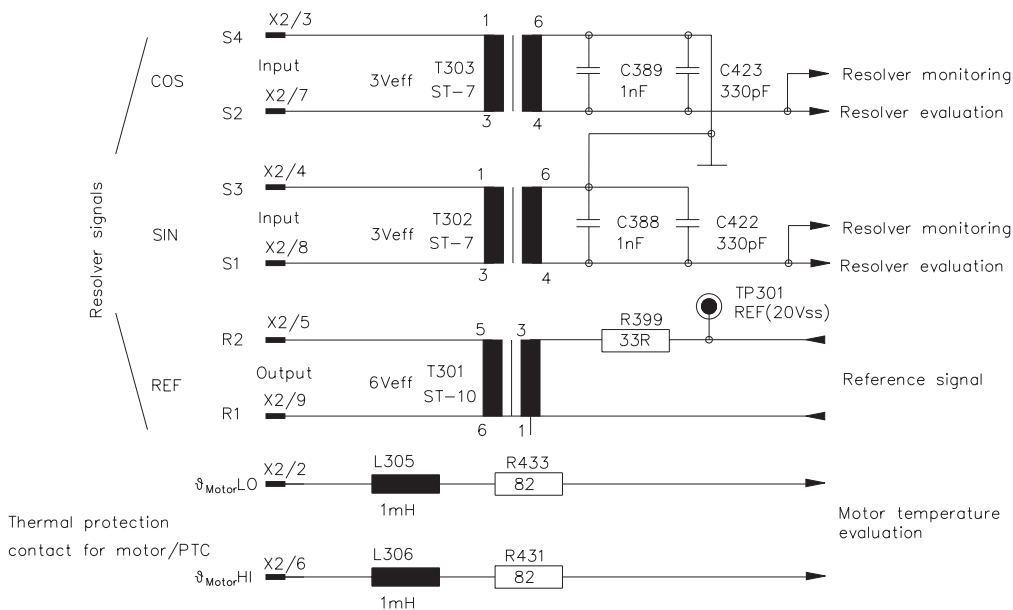 Resolver signals
COS
S4
X2/3
Input
S2
X2/7
3Veff
T303
ST-7
1
3
6
4
C389
1nF
C423
330pF
Resolver monitoring
Resolver evaluation
SIN
S3
X2/4
Input
S1
X2/8
3Veff
T302
ST-7
1
3
6
4
C388
1nF
C422
330pF
Resolver monitoring
Resolver evaluation
REF
R2
X2/5
Output
R1
X2/9
6Veff
T301
ST-10
5
6
3
1
R399
33R
TP301
REF(20Vss)
Reference signal
Thermal protection
contact for motor/PTC
ϑMotorLO
X2/2
L305
1mH
R433
82
ϑMotorHI
X2/6
L306
1mH
R431
82
Motor temperature
evaluation